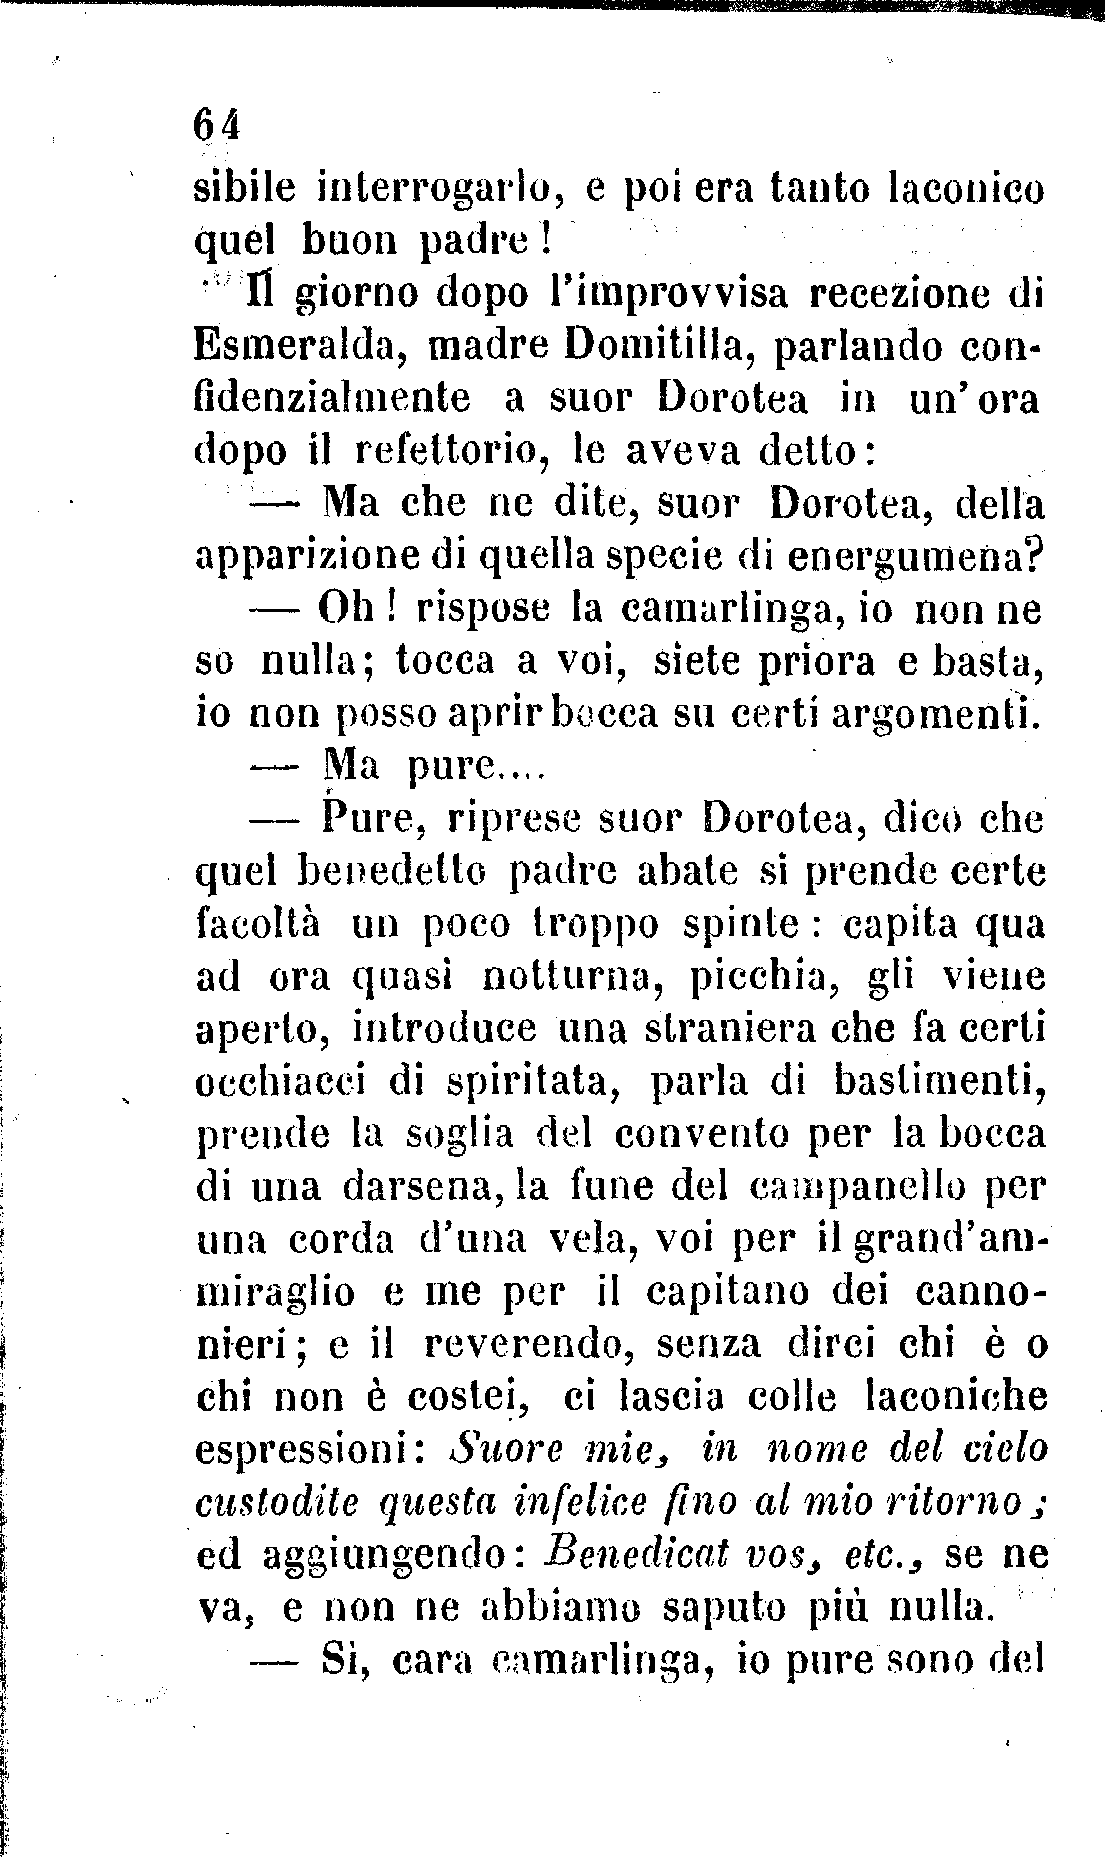 64
sibile interrogarlo, e poi era tanto laconico
quel buon padre!
Il giorno dopo l'improvvisa recezione di
Esmeralda, madre Domitilla, parlando con-
fidenzialmente a suor Dorotea in un' ora
dopo il refettorio, le aveva detto:
— Ma che ne dite, suor Dorotea, della
apparizione di quella specie di energumena?
— Oh! rispose la camarlinga, io non ne
so nulla; tocca a voi, siete priora e basta,
io non posso aprir bocca su certi argomenti.
— Ma pure....
— Pure, riprese suor Dorotea, dico che
quel benedetto padre abate si prende certe
facoltà un poco troppo spinte: capita qua
ad ora quasi notturna, picchia, gli viene
aperto, introduce una straniera che fa certi
occhiacci di spiritata, parla di bastimenti,
prende la soglia del convento per la bocca
di una darsena, la fune del campanello per
una corda d'una vela, voi per il grand'am-
miraglio e me per il capitano dei canno-
nieri; e il reverendo, senza dirci chi è o
chi non è costei, ci lascia colle laconiche
espressioni: Suore mie, in nome del cielo
custodite questa infelice fino al mio ritorno;
ed aggiungendo: Benedicat vos, etc., se ne
va, e non ne abbiamo saputo più nulla.
— Sì, cara camarlinga, io pure sono del